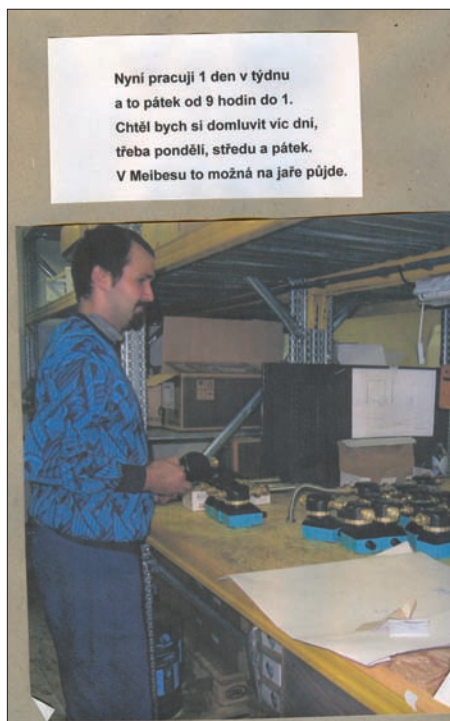 Nyní pracuji 1 den v týdnu
a to pátek od 9 hodin do 1.
Chtěl bych si domluvit víc dní,
třeba pondělí, středu a pátek.
V Meibesu to možná na jaře půjde.